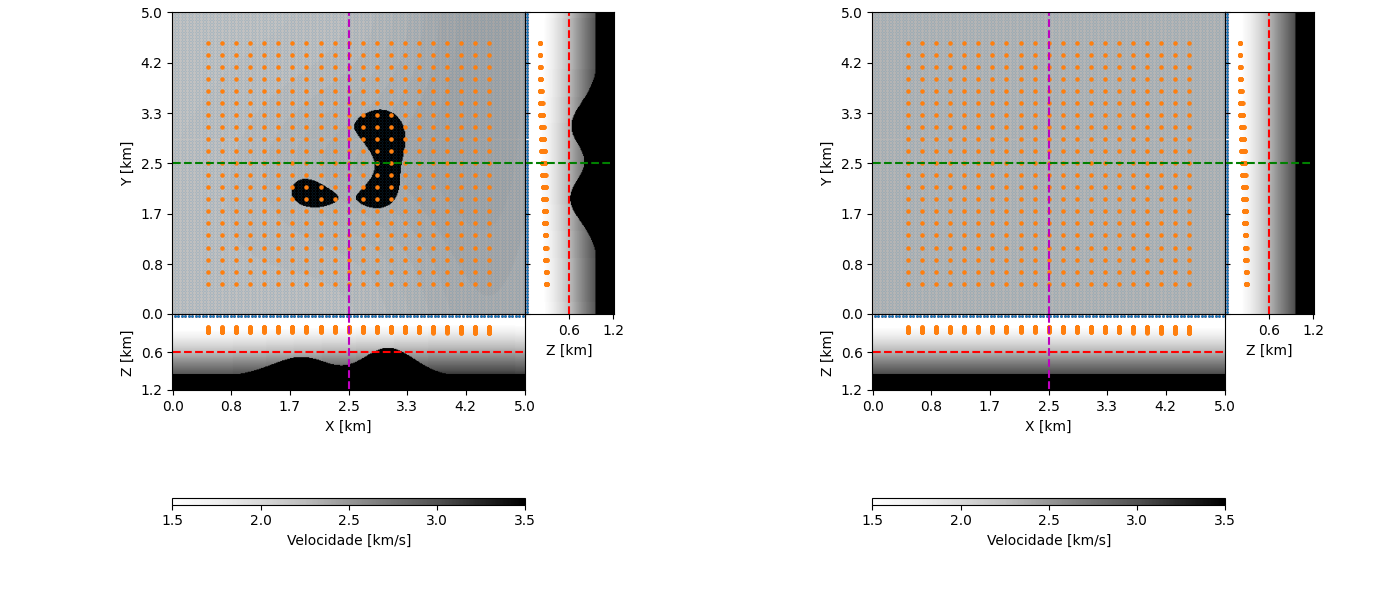 5.0
4.2
3.3
2.5
1.7
0.8
0.0
Y [km]
0.6 1.2
Z [km]
0.6
1.2
Z [km]
0.0 0.8 1.7 2.5 3.3 4.2 5.0
X [km]
1.5 2.0 2.5 3.0 3.5
Velocidade [km/s]
5.0
4.2
3.3
2.5
1.7
0.8
0.0
Y [km]
0.6 1.2
Z [km]
0.6
1.2
Z [km]
0.0 0.8 1.7 2.5 3.3 4.2 5.0
X [km]
1.5 2.0 2.5 3.0 3.5
Velocidade [km/s]